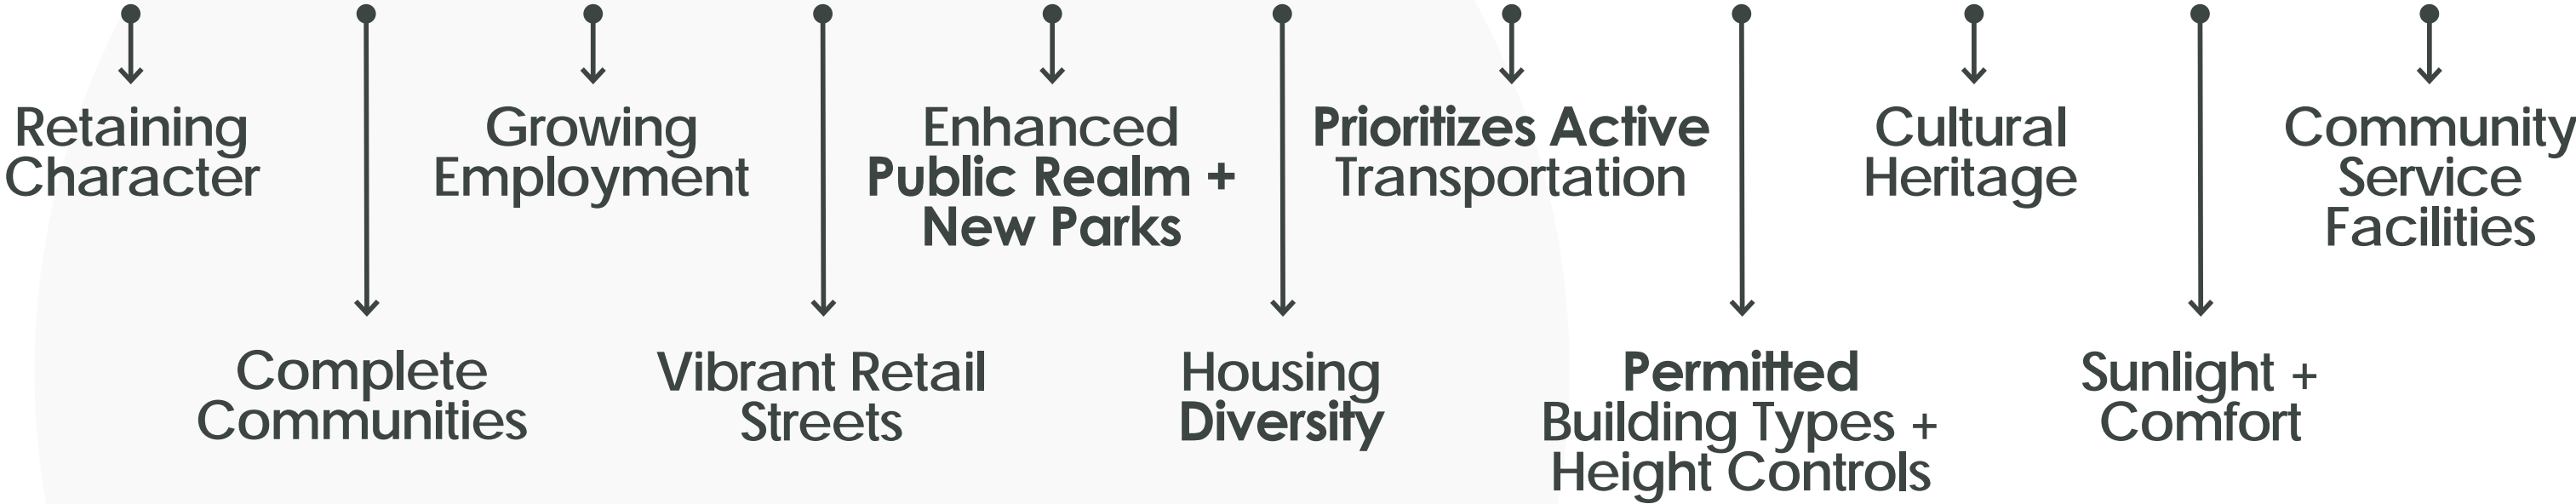 Retaining
Character
Complete
Communities
Growing
Employment
Vibrant Retail
Streets
Enhanced
Public Realm +
New Parks
Housing
Diversity
Prioritizes Active
Transportation
Permitted
Building Types +
Height Controls
Cultural
Heritage
Sunlight +
Comfort
Community
Service
Facilities